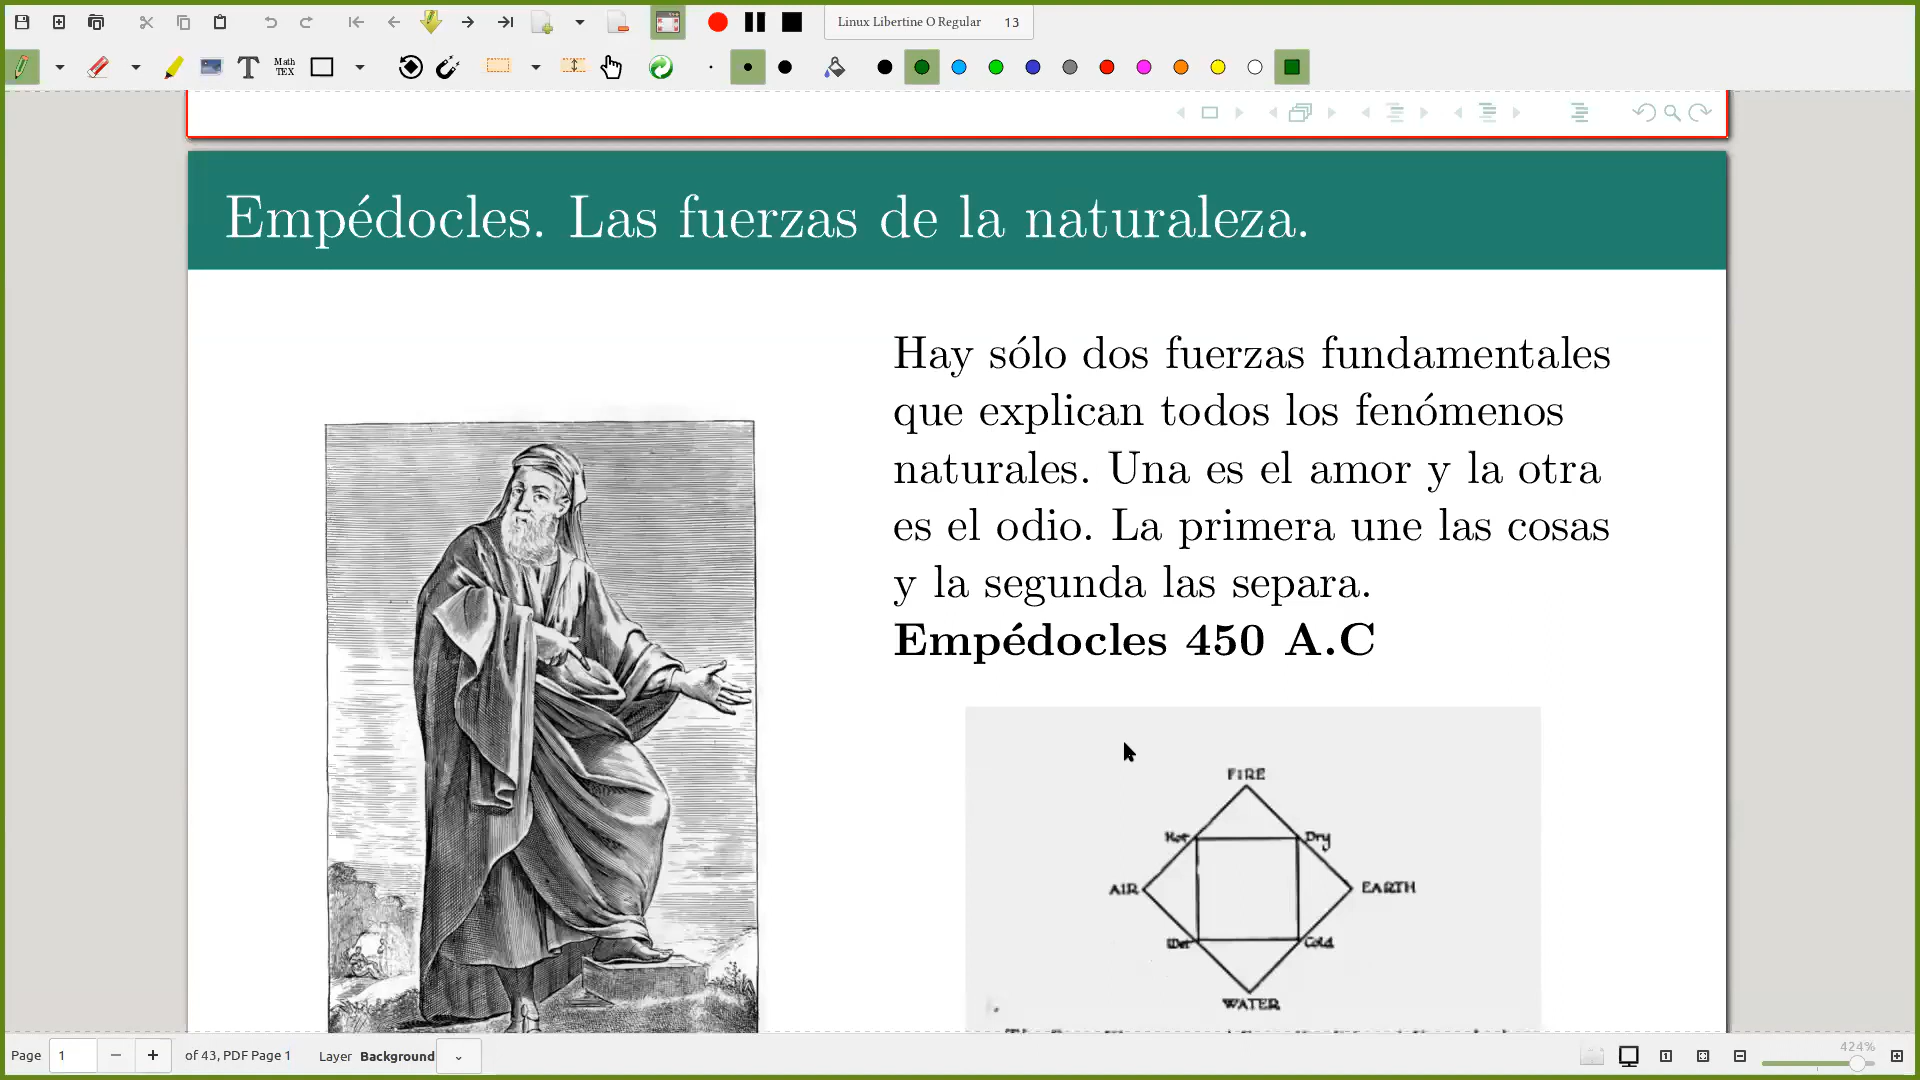 Linux Libertine O Regular 13
Math
TEX
Empédocles. Las fuerzas de la naturaleza.
Hay sólo dos fuerzas fundamentales
que explican todos los fenómenos
naturales. Una es el amor y la otra
es el odio. La primera une las cosas
y la segunda las separa.
Empédocles 450 A.C
FIRE
Hot Dry
AIR EARTH
Wet Cold
WATER
Page 1 of 43, PDF Page 1 Layer Background 424%